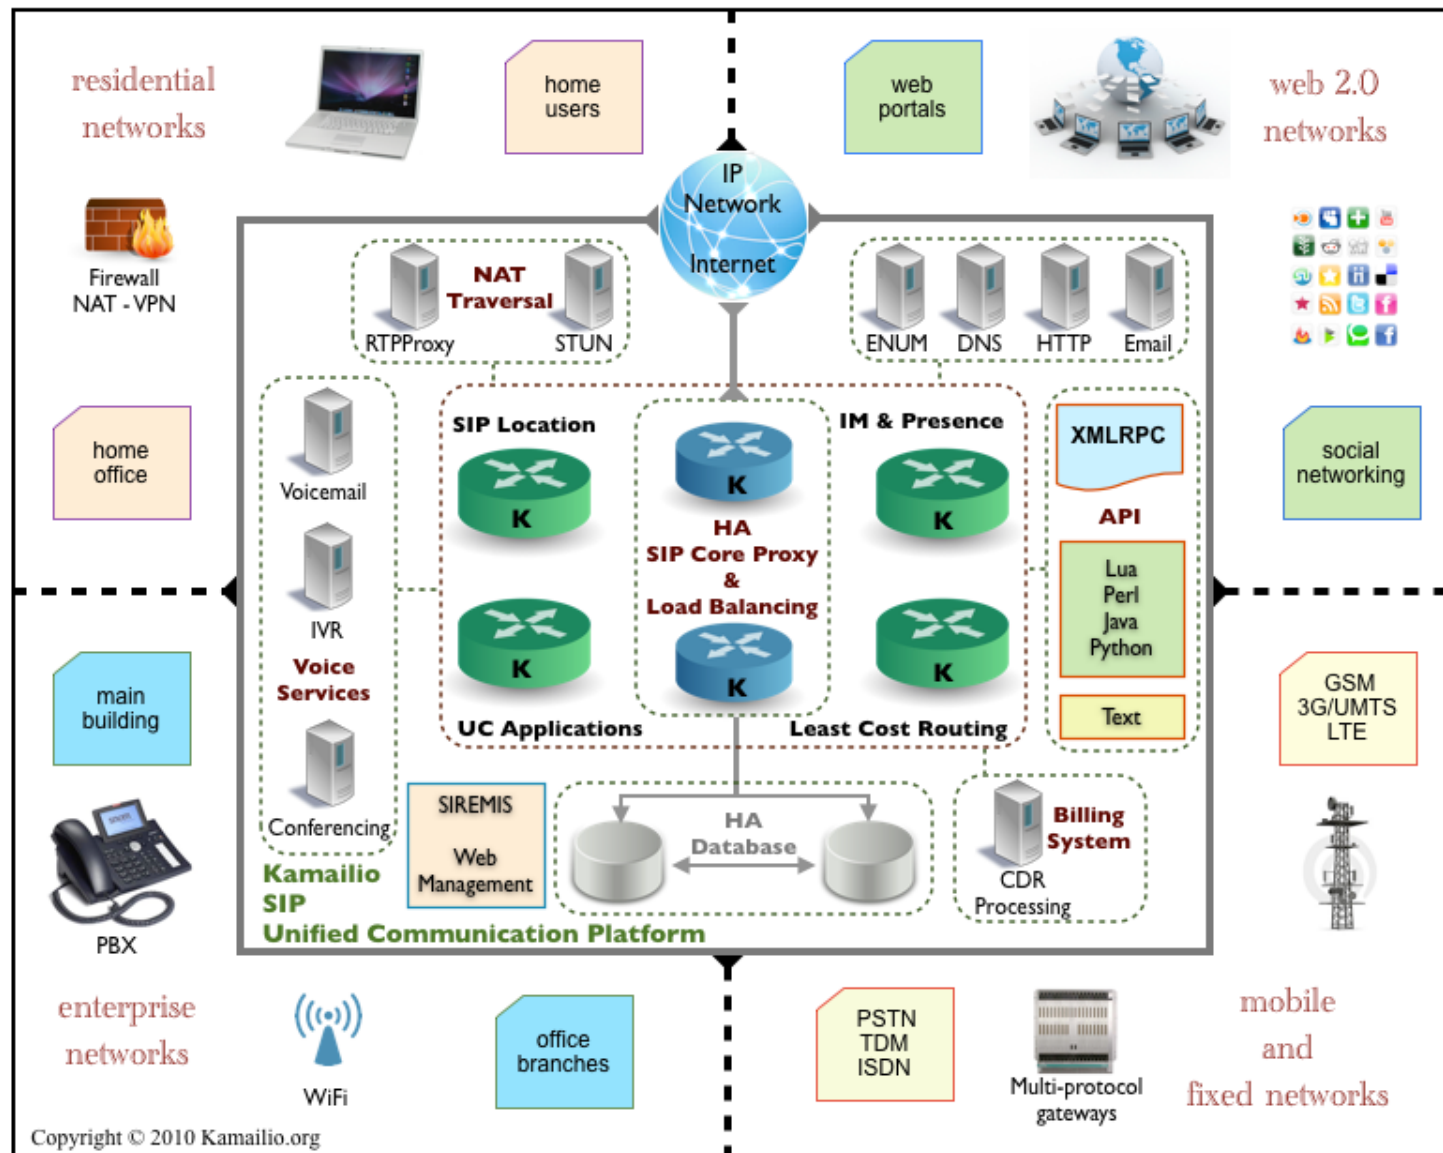 residential
networks
home
users
web
portals
web 2.0
networks
IP
Network
Internet
Firewall
NAT - VPN
NAT
Traversal
RTPProxy
STUN
ENUM
DNS
HTTP
Email
home
office
Voicemail
IVR
Voice
Services
Conferencing
SIP Location
K
UC Applications
K
K
HA
SIP Core Proxy
&
Load Balancing
K
IM & Presence
K
Least Cost Routing
K
XMLRPC
API
Lua
Perl
Java
Python
Text
social
networking
main
building
PBX
SIREMIS
Web
Management
HA
Database
Billing
System
CDR
Processing
Kamailio
SIP
Unified Communication Platform
GSM
3G/UMTS
LTE
enterprise
networks
WiFi
office
branches
PSTN
TDM
ISDN
Multi-protocol
gateways
mobile
and
fixed networks
Copyright © 2010 Kamailio.org